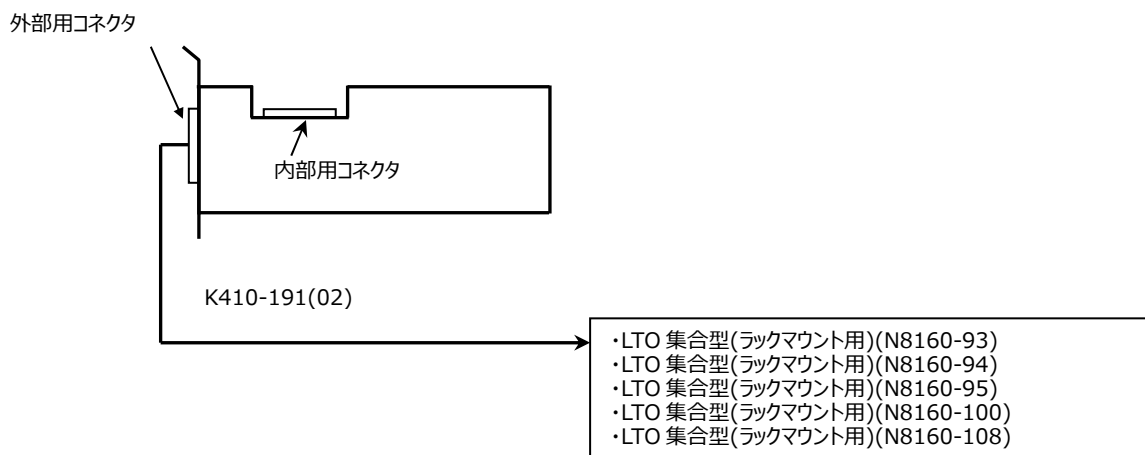 外部用コネクタ
内部用コネクタ
K410-191(02)
・LTO 集合型(ラックマウント用)(N8160-93)
・LTO 集合型(ラックマウント用)(N8160-94)
・LTO 集合型(ラックマウント用)(N8160-95)
・LTO 集合型(ラックマウント用)(N8160-100)
・LTO 集合型(ラックマウント用)(N8160-108)